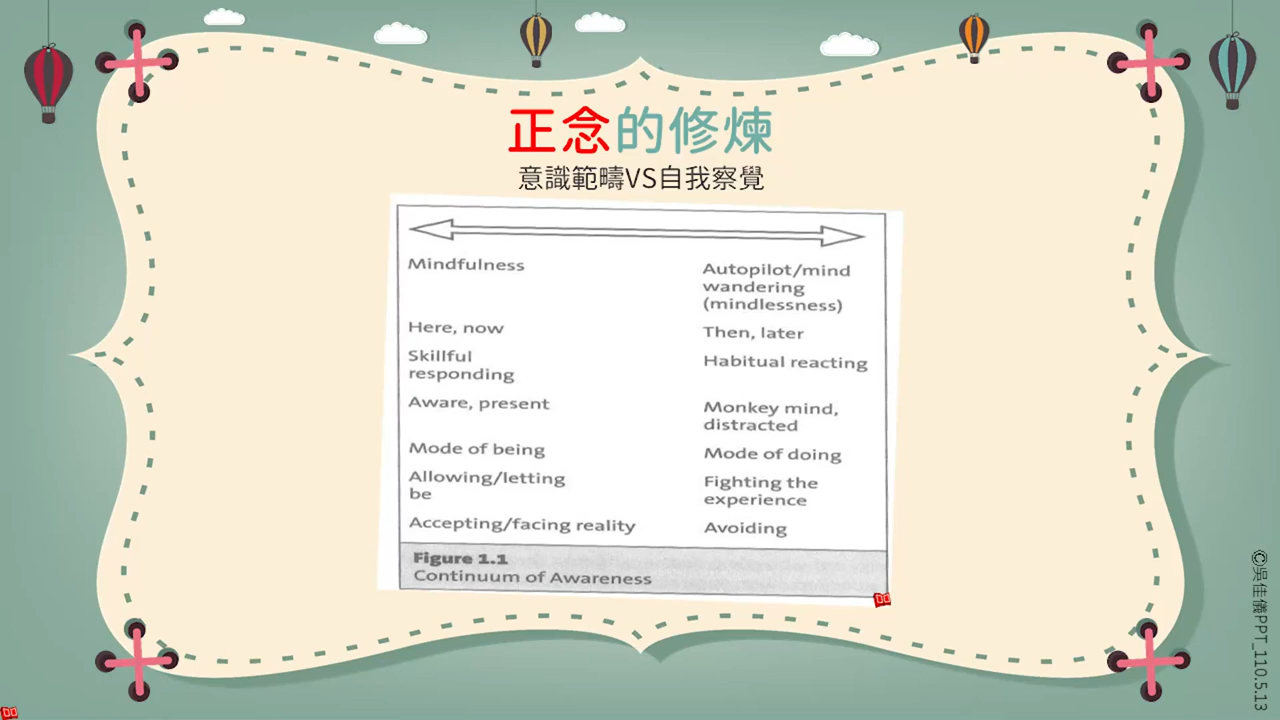 正念的修煉
意識範疇VS自我察覺
Mindfulness
Autopilot/mind
wandering
(mindlessness)
Here, now
Then, later
Skillful
responding
Habitual reacting
Aware, present
Monkey mind,
distracted
Mode of being
Mode of doing
Allowing/letting
be
Fighting the
experience
Accepting/facing reality
Avoiding
Figure 1.1
Continuum of Awareness
©吳佳儀PPT_110.5.13